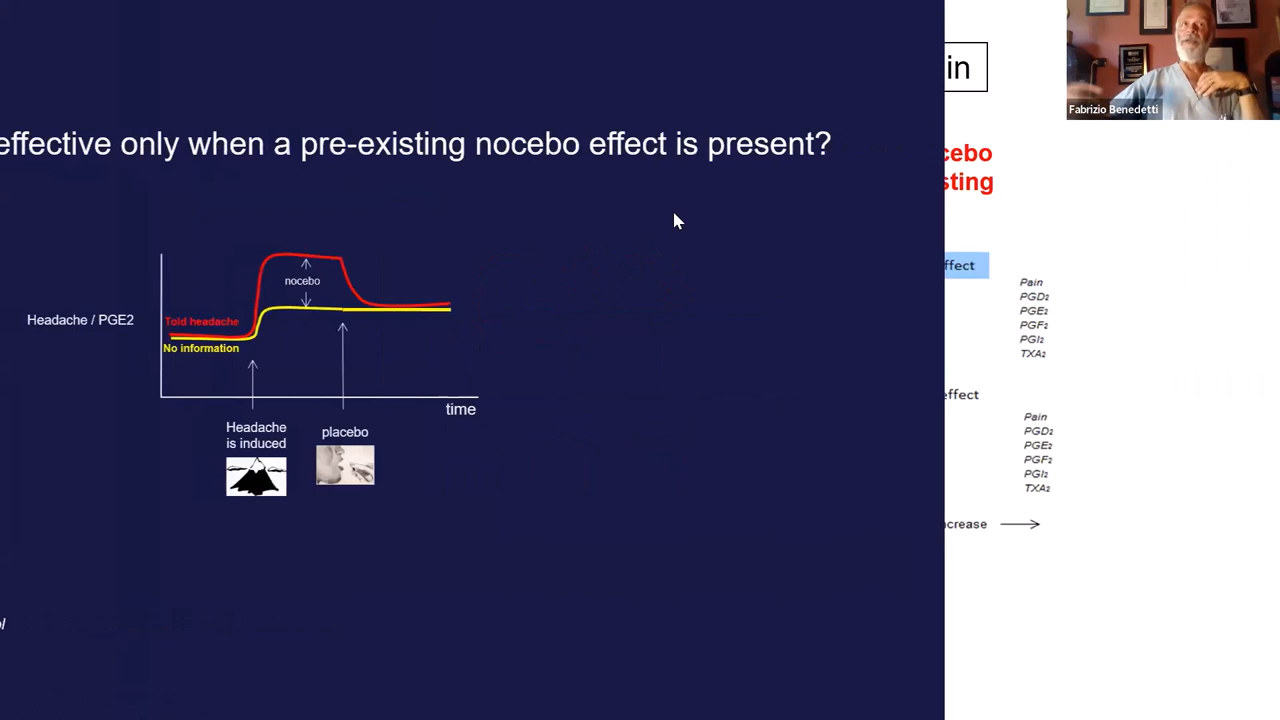 effective only when a pre-existing nocebo effect is present?
nocebo
Told headache
Headache / PGE2
No information
time
Headache
is induced
placebo
ol
in
Fabrizio Benedetti
cebo
sting
ffect
Pain
PGD2
PGE2
PGF2
PGI2
TXA2
ffect
Pain
PGD2
PGE2
PGF2
PGI2
TXA2
crease